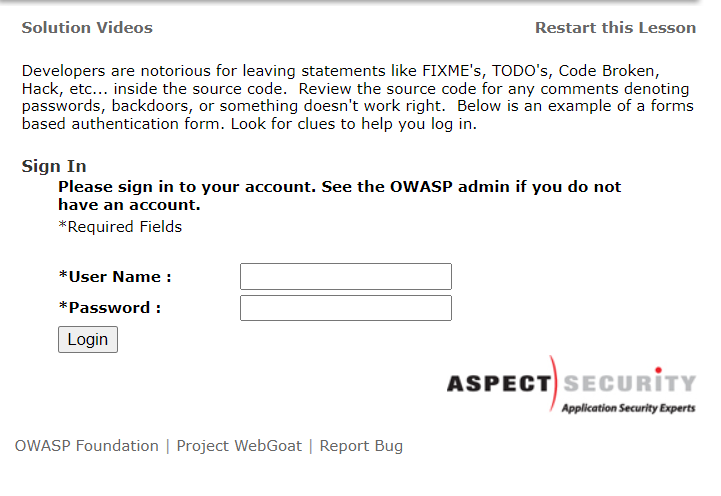 Solution Videos Restart this Lesson
Developers are notorious for leaving statements like FIXME's, TODO's, Code Broken,
Hack, etc... inside the source code.  Review the source code for any comments denoting
passwords, backdoors, or something doesn't work right.  Below is an example of a forms
based authentication form. Look for clues to help you log in.
Sign In
Please sign in to your account. See the OWASP admin if you do not
have an account.
*Required Fields
*User Name :
*Password :
Login
ASPECT SECURITY
Application Security Experts
OWASP Foundation | Project WebGoat | Report Bug